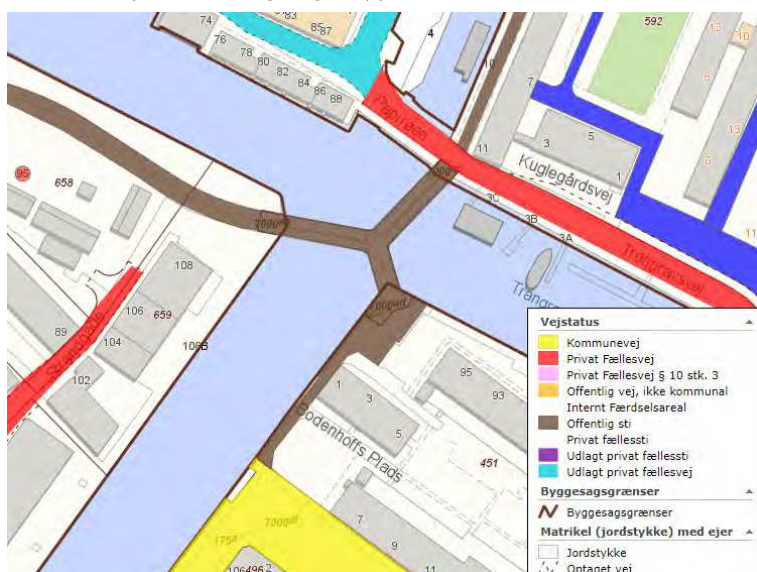 74
83
85
87
76
78
80
82
84
86
88
4
10
7
592
12
10
13
6
11
Papirøen
11
3
5
1
Kuglegårdsvej
95
658
3C
3B
3A
Trangravsvej
108
106
659
104
106B
89
102
Strandgade
1
3
5
95
93
Bodenhoffs Plads
451
7
9
11
Vejstatus
Kommunevej
Privat Fællesvej
Privat Fællesvej § 10 stk. 3
Offentlig vej, ikke kommunal
Internt Færdselsareal
Offentlig sti
Privat fællessti
Udlagt privat fællessti
Udlagt privat fællesvej
Byggesagsgrænser
Byggesagsgrænser
Matrikel (jordstykke) med ejer
Jordstykke
Optaget vej